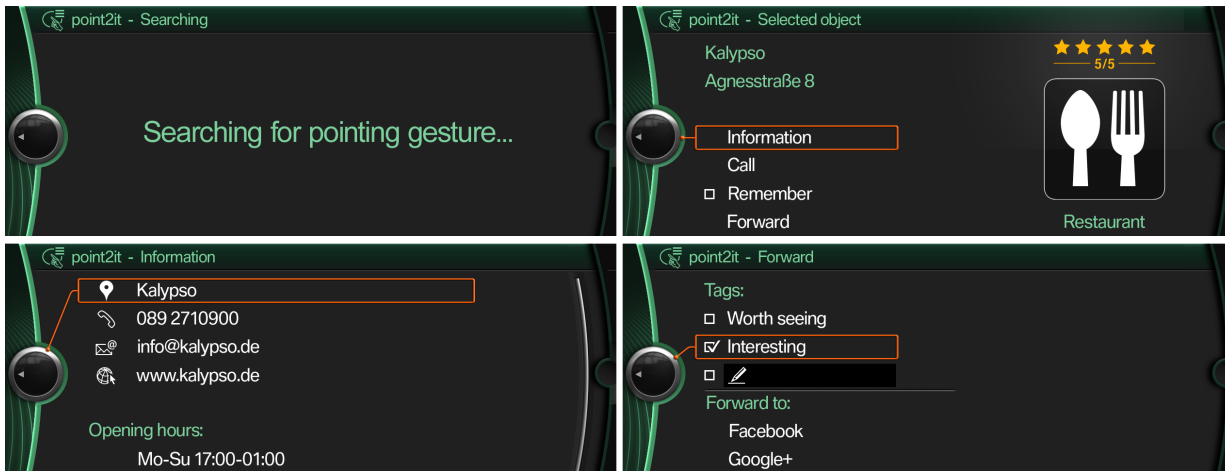 point2it - Searching
Searching for pointing gesture...
point2it - Selected object
Kalypso
Agnesstraße 8
5/5
Information
Call
Remember
Forward
Restaurant
point2it - Information
Kalypso
089 2710900
info@kalypso.de
www.kalypso.de
Opening hours:
Mo-Su 17:00-01:00
point2it - Forward
Tags:
Worth seeing
Interesting
Forward to:
Facebook
Google+